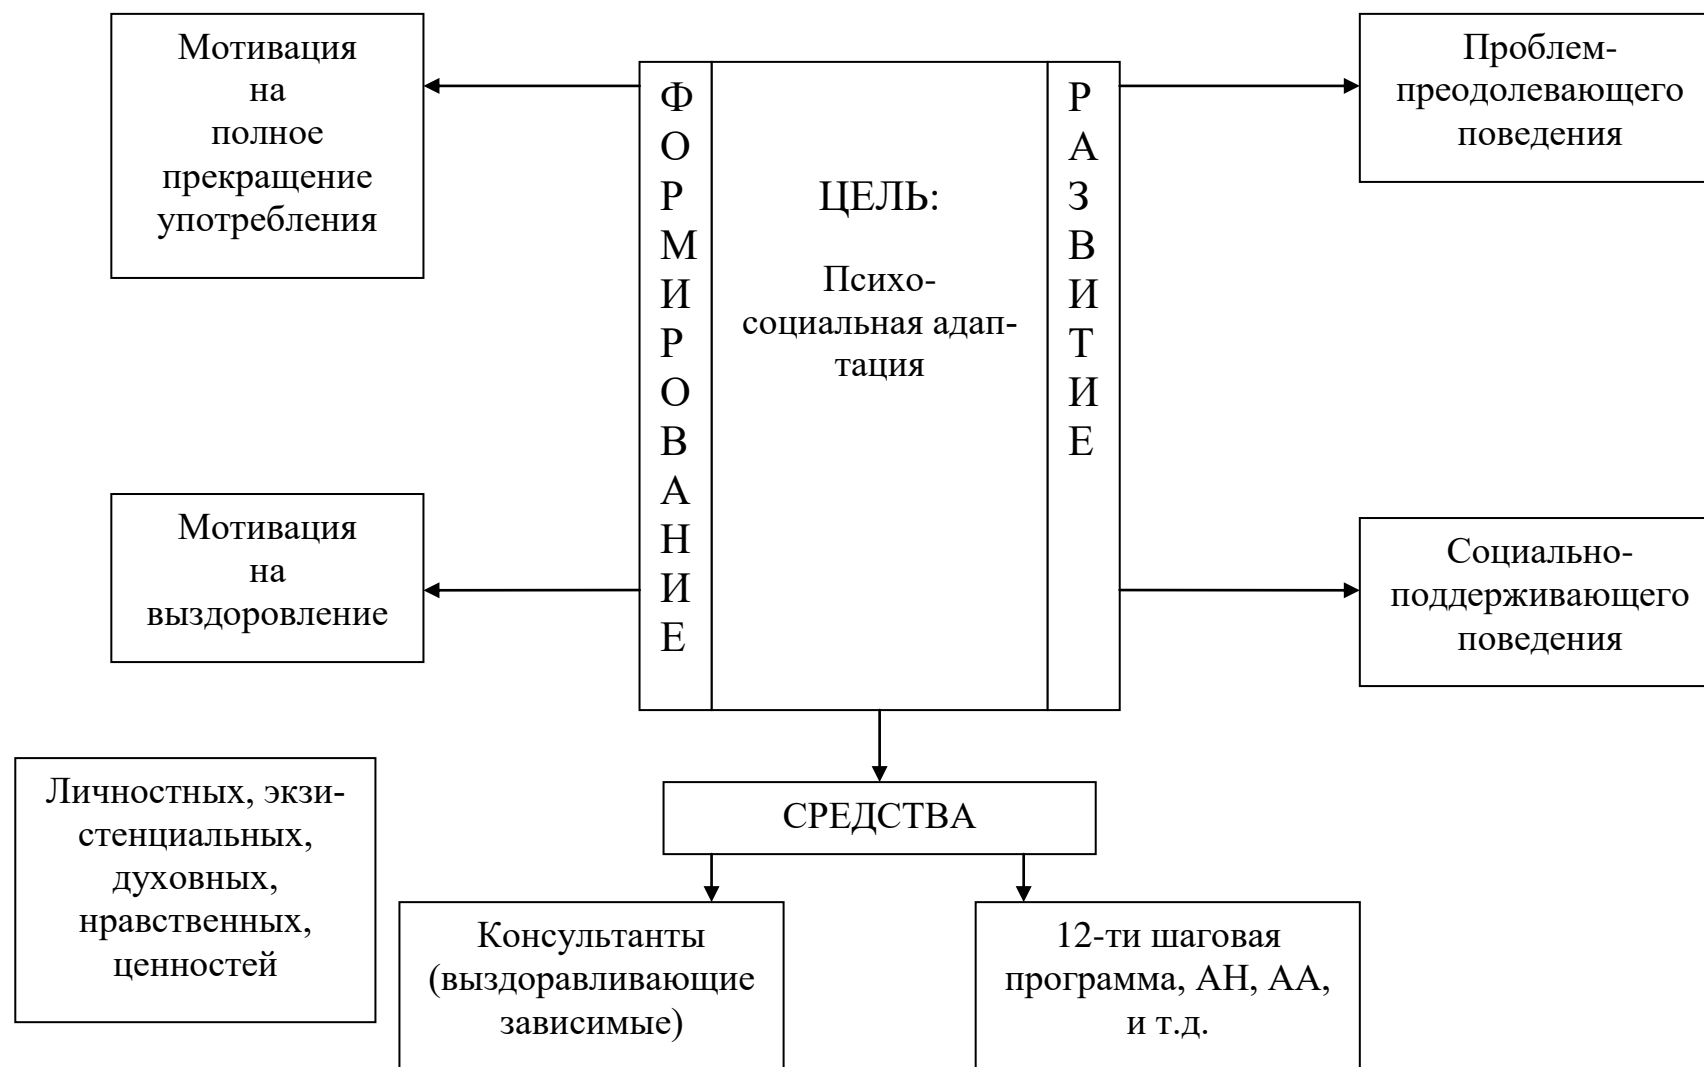 Мотивация
на
полное
прекращение
употребления
Ф
О
Р
М
И
Р
О
В
А
Н
И
Е
ЦЕЛЬ:
Психо-
социальная адап-
тация
Р
А
З
В
И
Т
И
Е
Проблем-
преодолевающего
поведения
Мотивация
на
выздоровление
Социально-
поддерживающего
поведения
Личностных, экзи-
стенциальных,
духовных,
нравственных,
ценностей
СРЕДСТВА
Консультанты
(выздоравливающие
зависимые)
12-ти шаговая
программа, АН, АА,
и т.д.